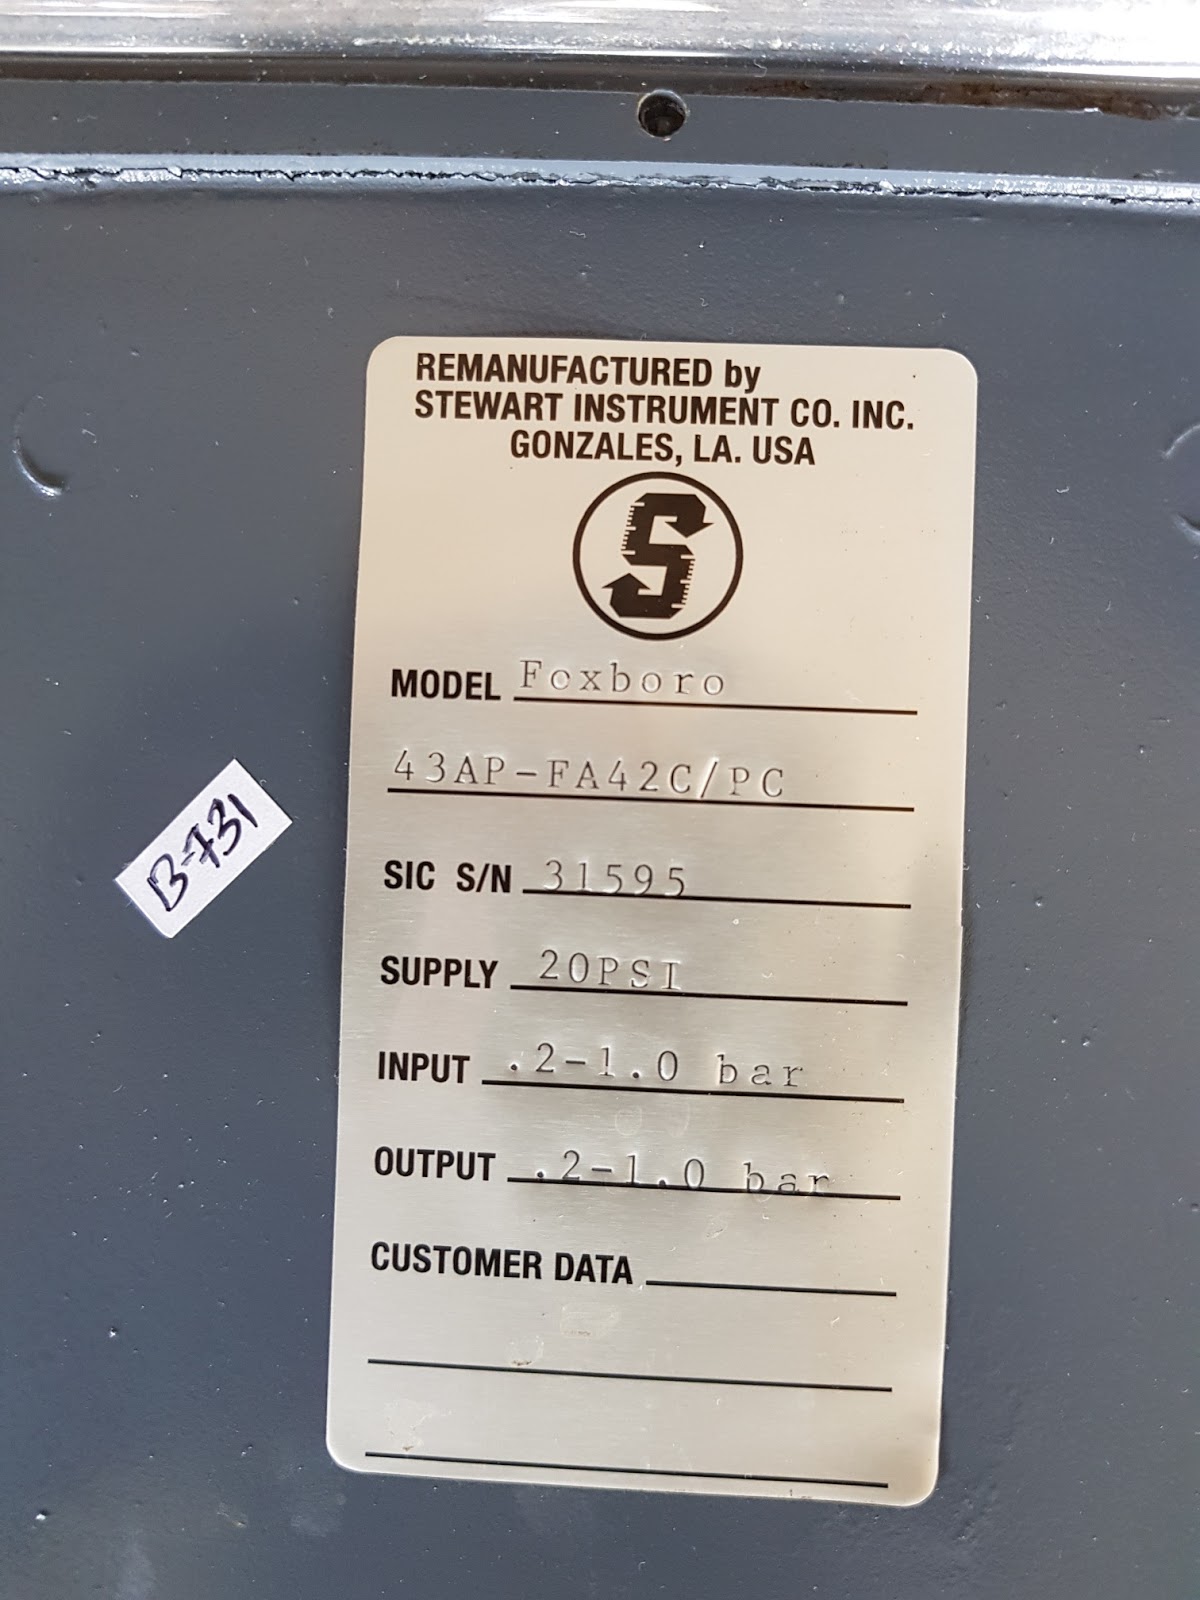 REMANUFACTURED by
STEWART INSTRUMENT CO. INC.
GONZALES, LA. USA
S
MODEL Foxboro
43AP-FA42C/PC
SIC S/N 31595
SUPPLY 20PSI
INPUT .2-1.0 bar
OUTPUT .2-1.0 bar
CUSTOMER DATA
B-731